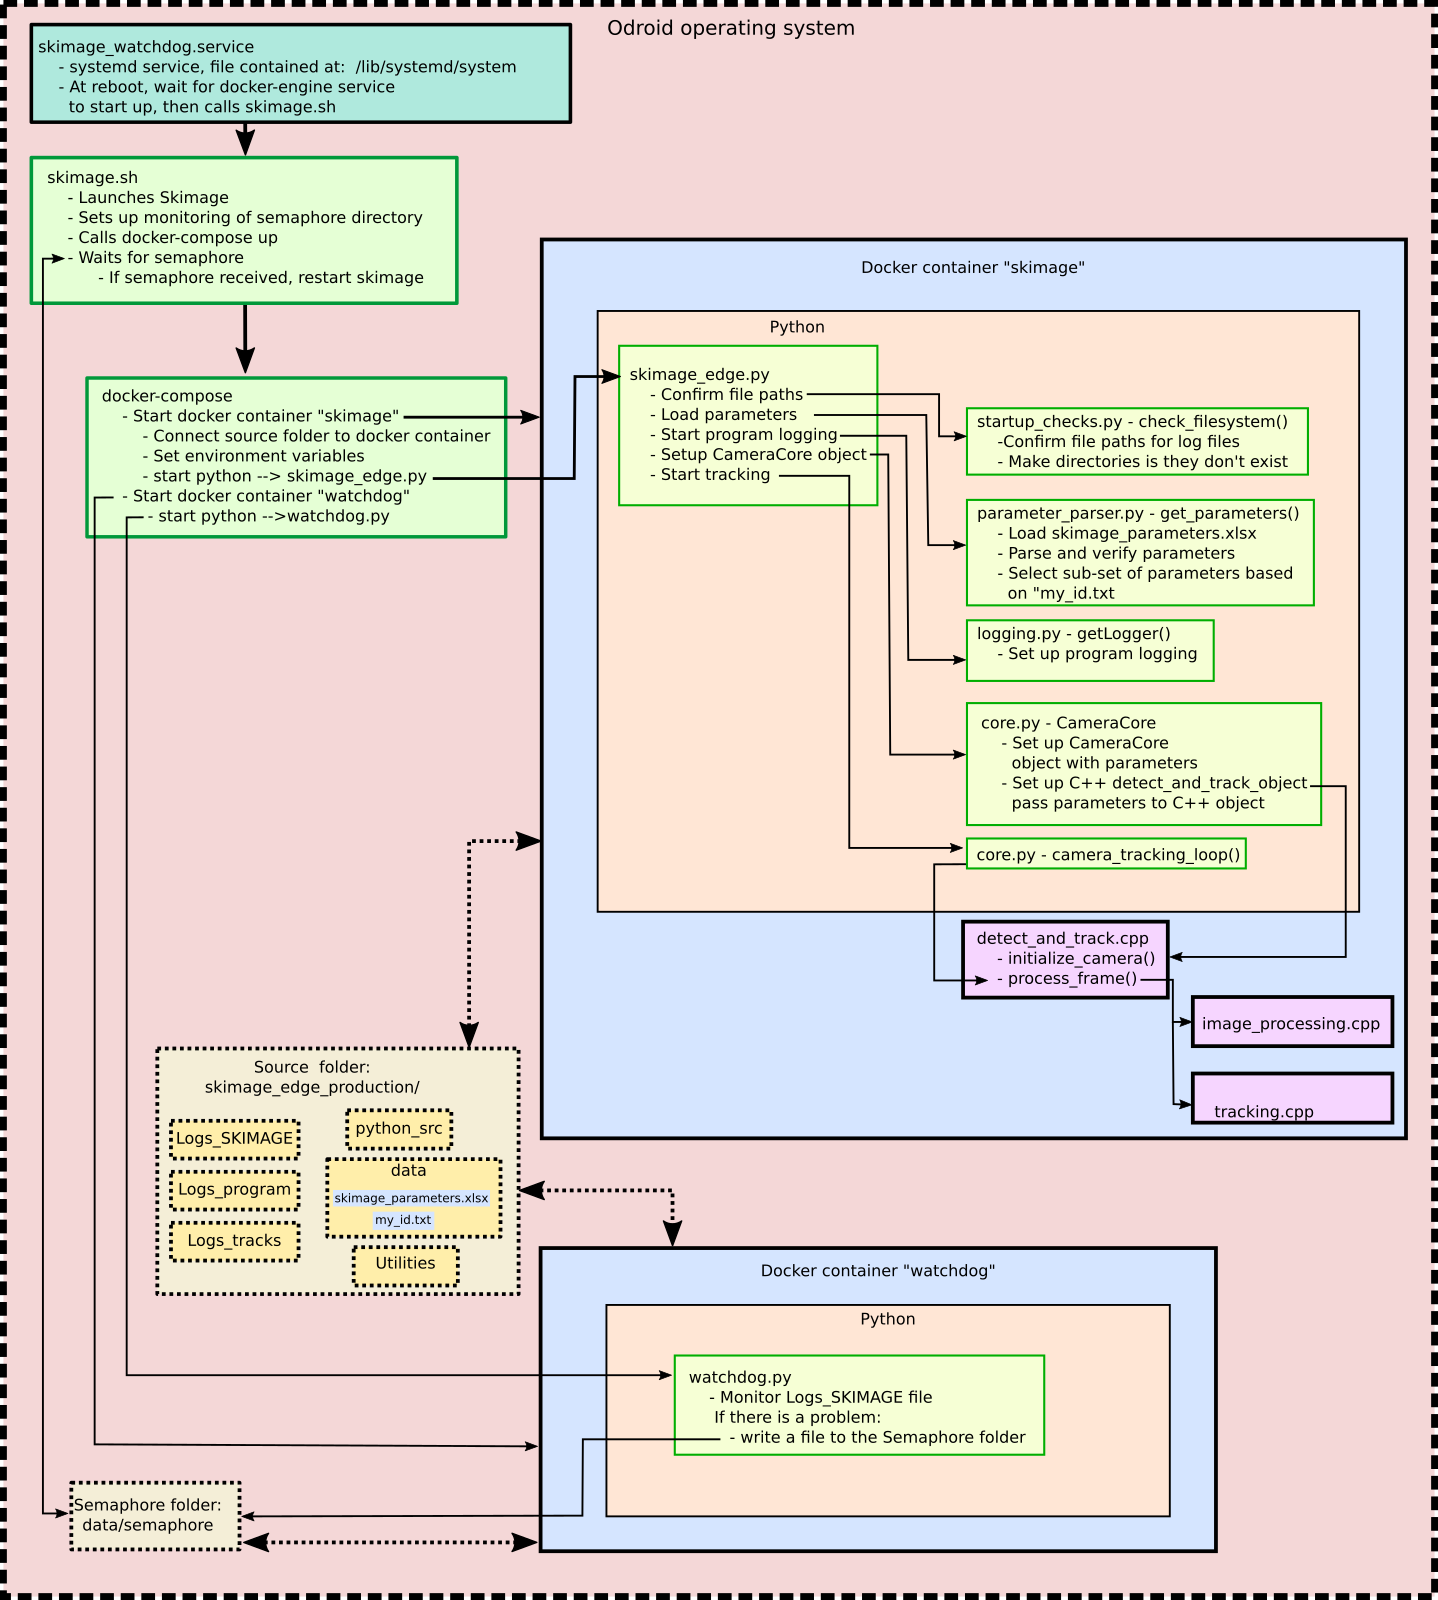 Odroid operating system
skimage_watchdog.service
- systemd service, file contained at: /lib/systemd/system
- At reboot, wait for docker-engine service
to start up, then calls skimage.sh
skimage.sh
- Launches Skimage
- Sets up monitoring of semaphore directory
- Calls docker-compose up
- Waits for semaphore
- If semaphore received, restart skimage
docker-compose
- Start docker container "skimage"
- Connect source folder to docker container
- Set environment variables
- start python --> skimage_edge.py
- Start docker container "watchdog"
- start python -->watchdog.py
Docker container "skimage"
Python
skimage_edge.py
- Confirm file paths
- Load parameters
- Start program logging
- Setup CameraCore object
- Start tracking
startup_checks.py - check_filesystem()
-Confirm file paths for log files
- Make directories is they don't exist
parameter_parser.py - get_parameters()
- Load skimage_parameters.xlsx
- Parse and verify parameters
- Select sub-set of parameters based
on "my_id.txt
logging.py - getLogger()
- Set up program logging
core.py - CameraCore
- Set up CameraCore
object with parameters
- Set up C++ detect_and_track_object
pass parameters to C++ object
core.py - camera_tracking_loop()
detect_and_track.cpp
- initialize_camera()
- process_frame()
image_processing.cpp
tracking.cpp
Source folder:
skimage_edge_production/
Logs_SKIMAGE
Logs_program
Logs_tracks
python_src
data
skimage_parameters.xlsx
my_id.txt
Utilities
Docker container "watchdog"
Python
watchdog.py
- Monitor Logs_SKIMAGE file
If there is a problem:
- write a file to the Semaphore folder
Semaphore folder:
data/semaphore